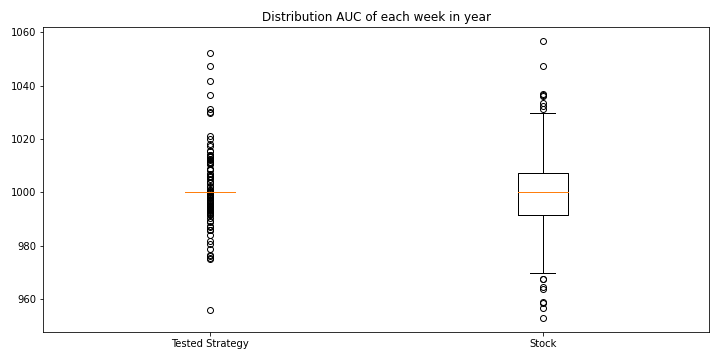 Distribution AUC of each week in year
1060
1040
1020
1000
980
960
Tested Strategy
Stock